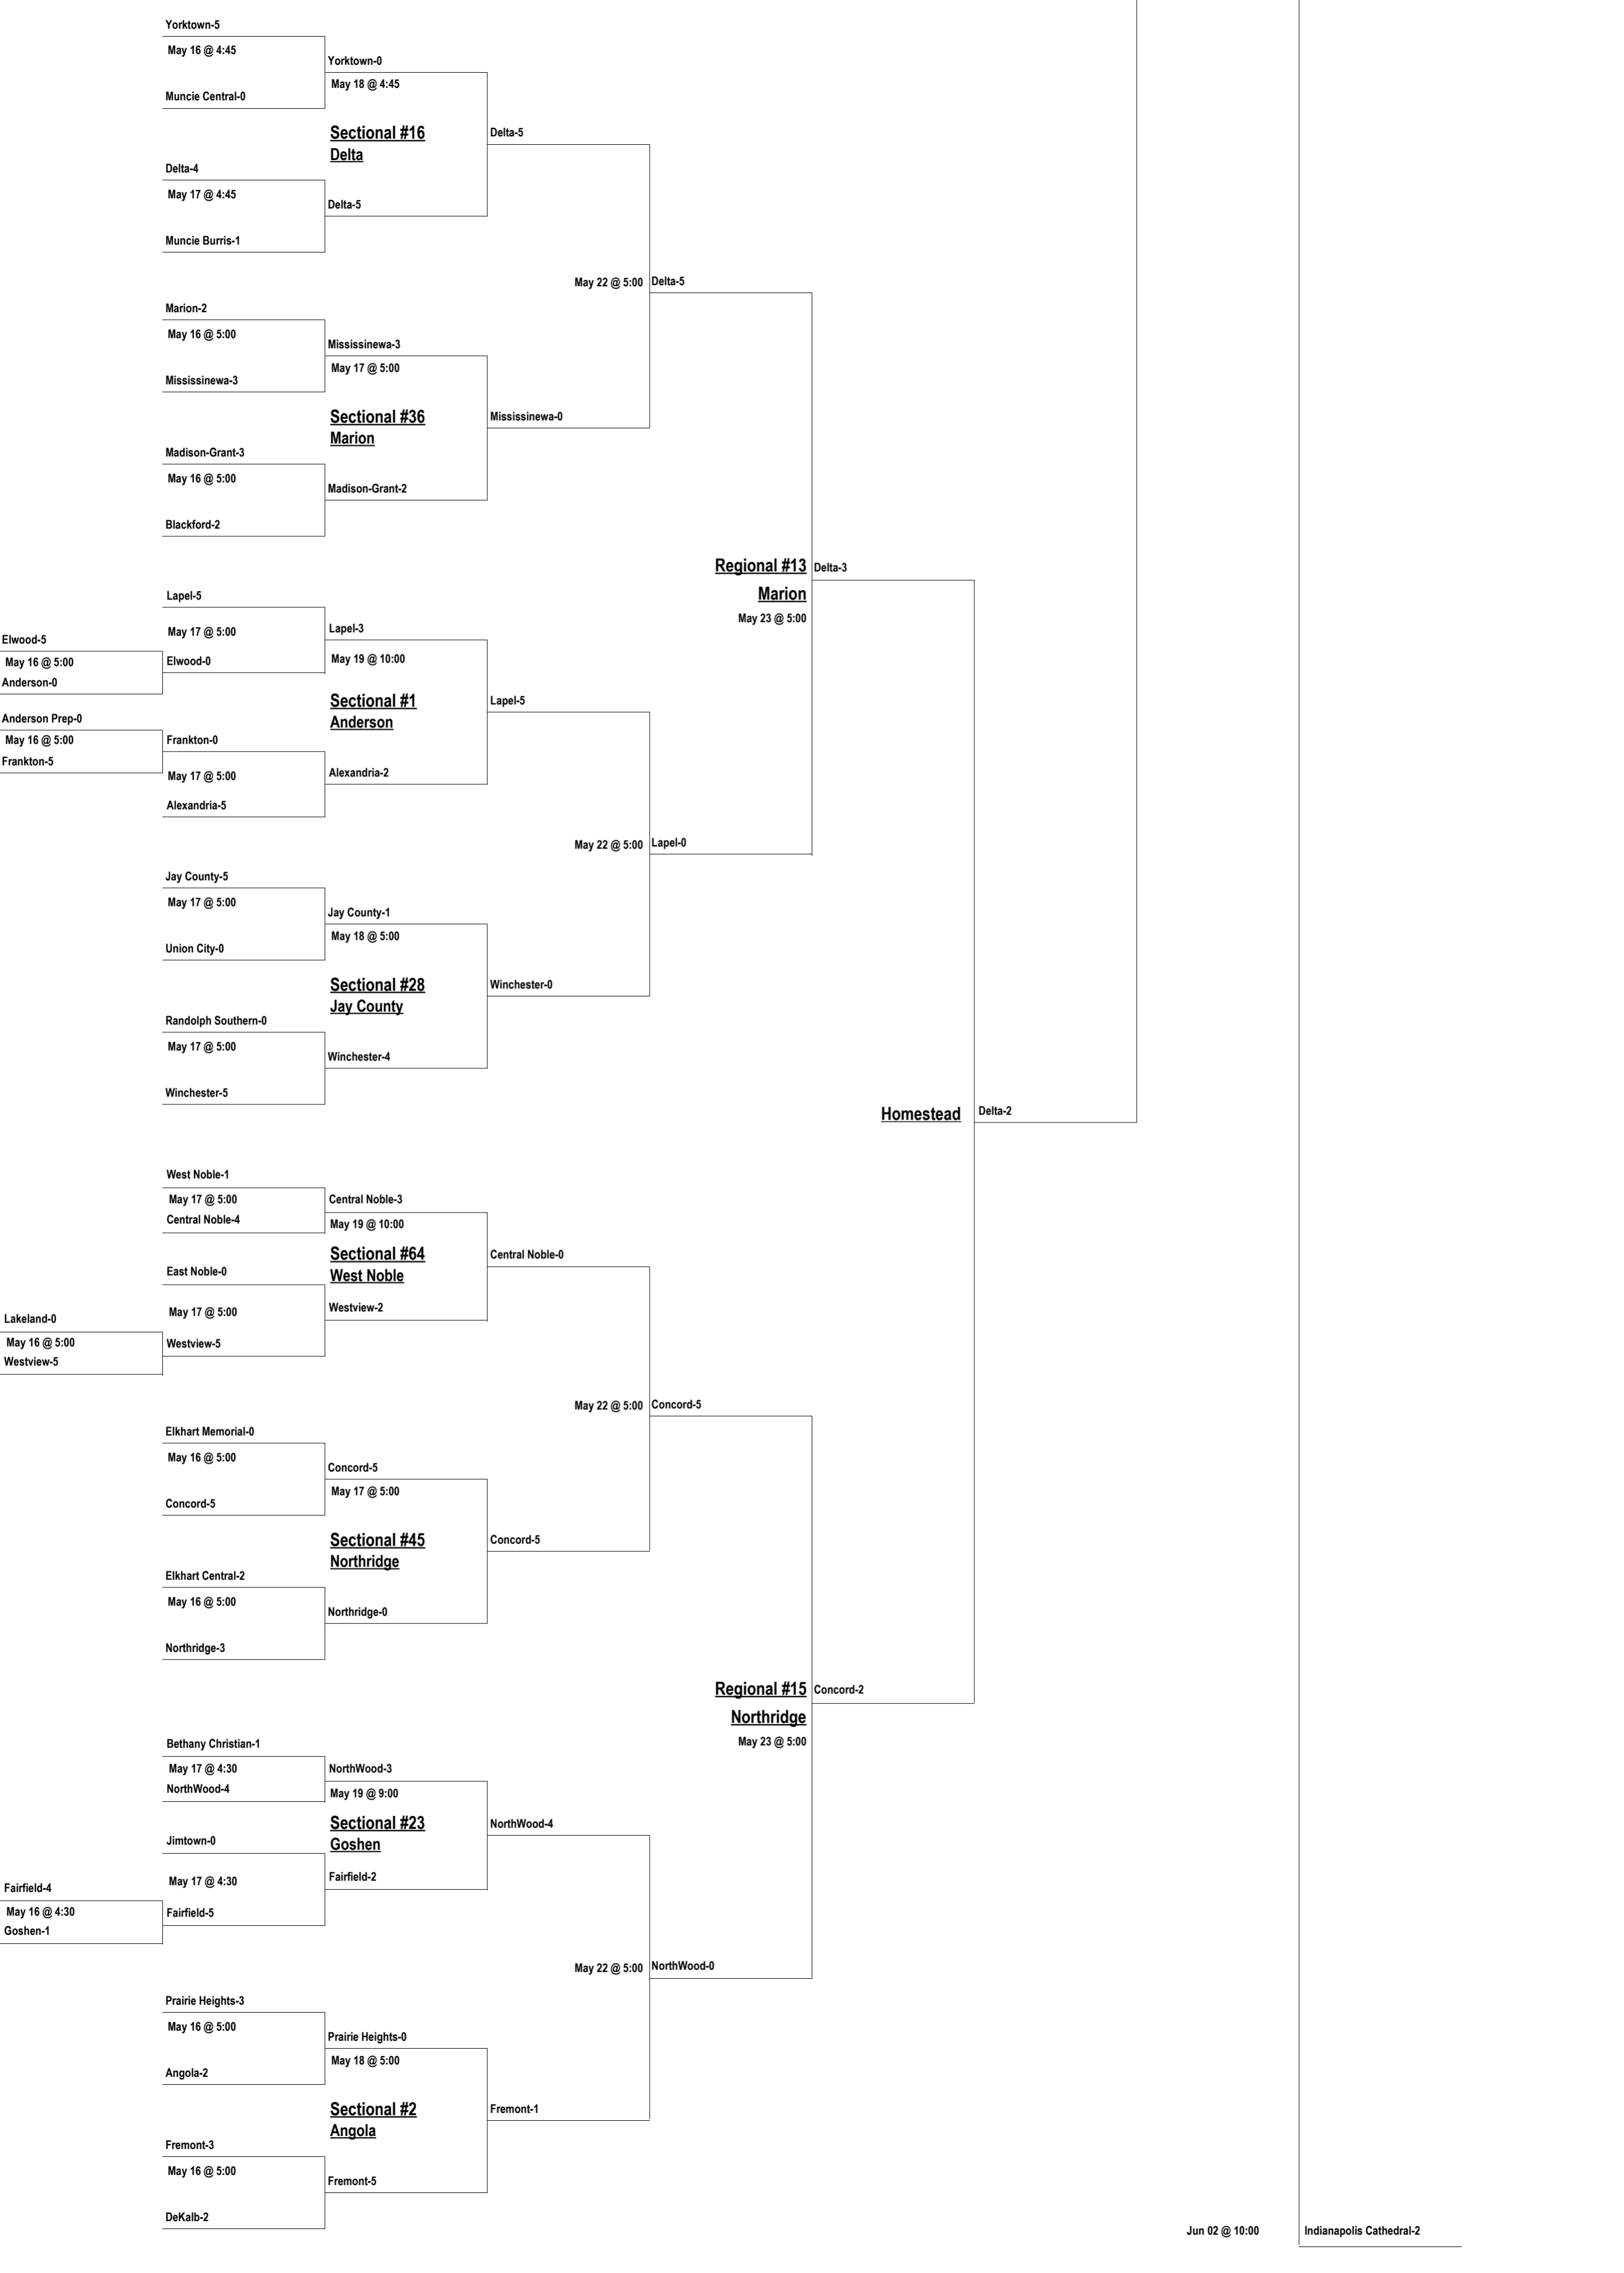 Yorktown-5
May 16 @ 4:45
Yorktown-0
May 18 @ 4:45
Muncie Central-0
Sectional #16
Delta
Delta-5
Delta-4
May 17 @ 4:45
Delta-5
Muncie Burris-1
May 22 @ 5:00
Delta-5
Marion-2
May 16 @ 5:00
Mississinewa-3
May 17 @ 5:00
Mississinewa-3
Sectional #36
Marion
Mississinewa-0
Madison-Grant-3
May 16 @ 5:00
Madison-Grant-2
Blackford-2
Regional #13
Marion
May 23 @ 5:00
Delta-3
Lapel-5
May 17 @ 5:00
Lapel-3
Elwood-5
May 16 @ 5:00
Anderson-0
Elwood-0
May 19 @ 10:00
Sectional #1
Anderson
Lapel-5
Anderson Prep-0
May 16 @ 5:00
Frankton-5
Frankton-0
May 17 @ 5:00
Alexandria-2
Alexandria-5
May 22 @ 5:00
Lapel-0
Jay County-5
May 17 @ 5:00
Jay County-1
May 18 @ 5:00
Union City-0
Sectional #28
Jay County
Winchester-0
Randolph Southern-0
May 17 @ 5:00
Winchester-4
Winchester-5
Homestead
Delta-2
West Noble-1
May 17 @ 5:00
Central Noble-4
Central Noble-3
May 19 @ 10:00
Sectional #64
West Noble
Central Noble-0
East Noble-0
May 17 @ 5:00
Westview-2
Lakeland-0
May 16 @ 5:00
Westview-5
Westview-5
May 22 @ 5:00
Concord-5
Elkhart Memorial-0
May 16 @ 5:00
Concord-5
May 17 @ 5:00
Concord-5
Sectional #45
Northridge
Concord-5
Elkhart Central-2
May 16 @ 5:00
Northridge-0
Northridge-3
Regional #15
Northridge
May 23 @ 5:00
Concord-2
Bethany Christian-1
May 17 @ 4:30
NorthWood-4
NorthWood-3
May 19 @ 9:00
Sectional #23
Goshen
NorthWood-4
Jimtown-0
May 17 @ 4:30
Fairfield-2
Fairfield-4
May 16 @ 4:30
Goshen-1
Fairfield-5
May 22 @ 5:00
NorthWood-0
Prairie Heights-3
May 16 @ 5:00
Prairie Heights-0
May 18 @ 5:00
Angola-2
Sectional #2
Angola
Fremont-1
Fremont-3
May 16 @ 5:00
Fremont-5
DeKalb-2
Jun 02 @ 10:00
Indianapolis Cathedral-2